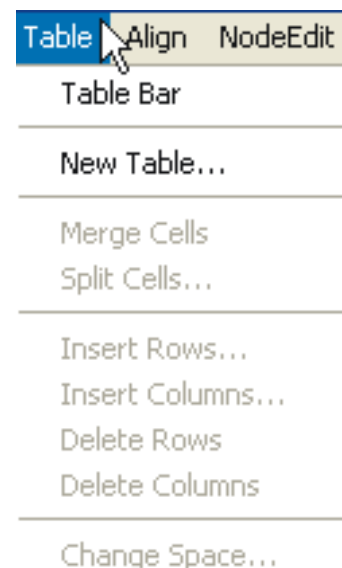 Table Align NodeEdit
Table Bar
New Table...
Merge Cells
Split Cells...
Insert Rows...
Insert Columns...
Delete Rows
Delete Columns
Change Space...